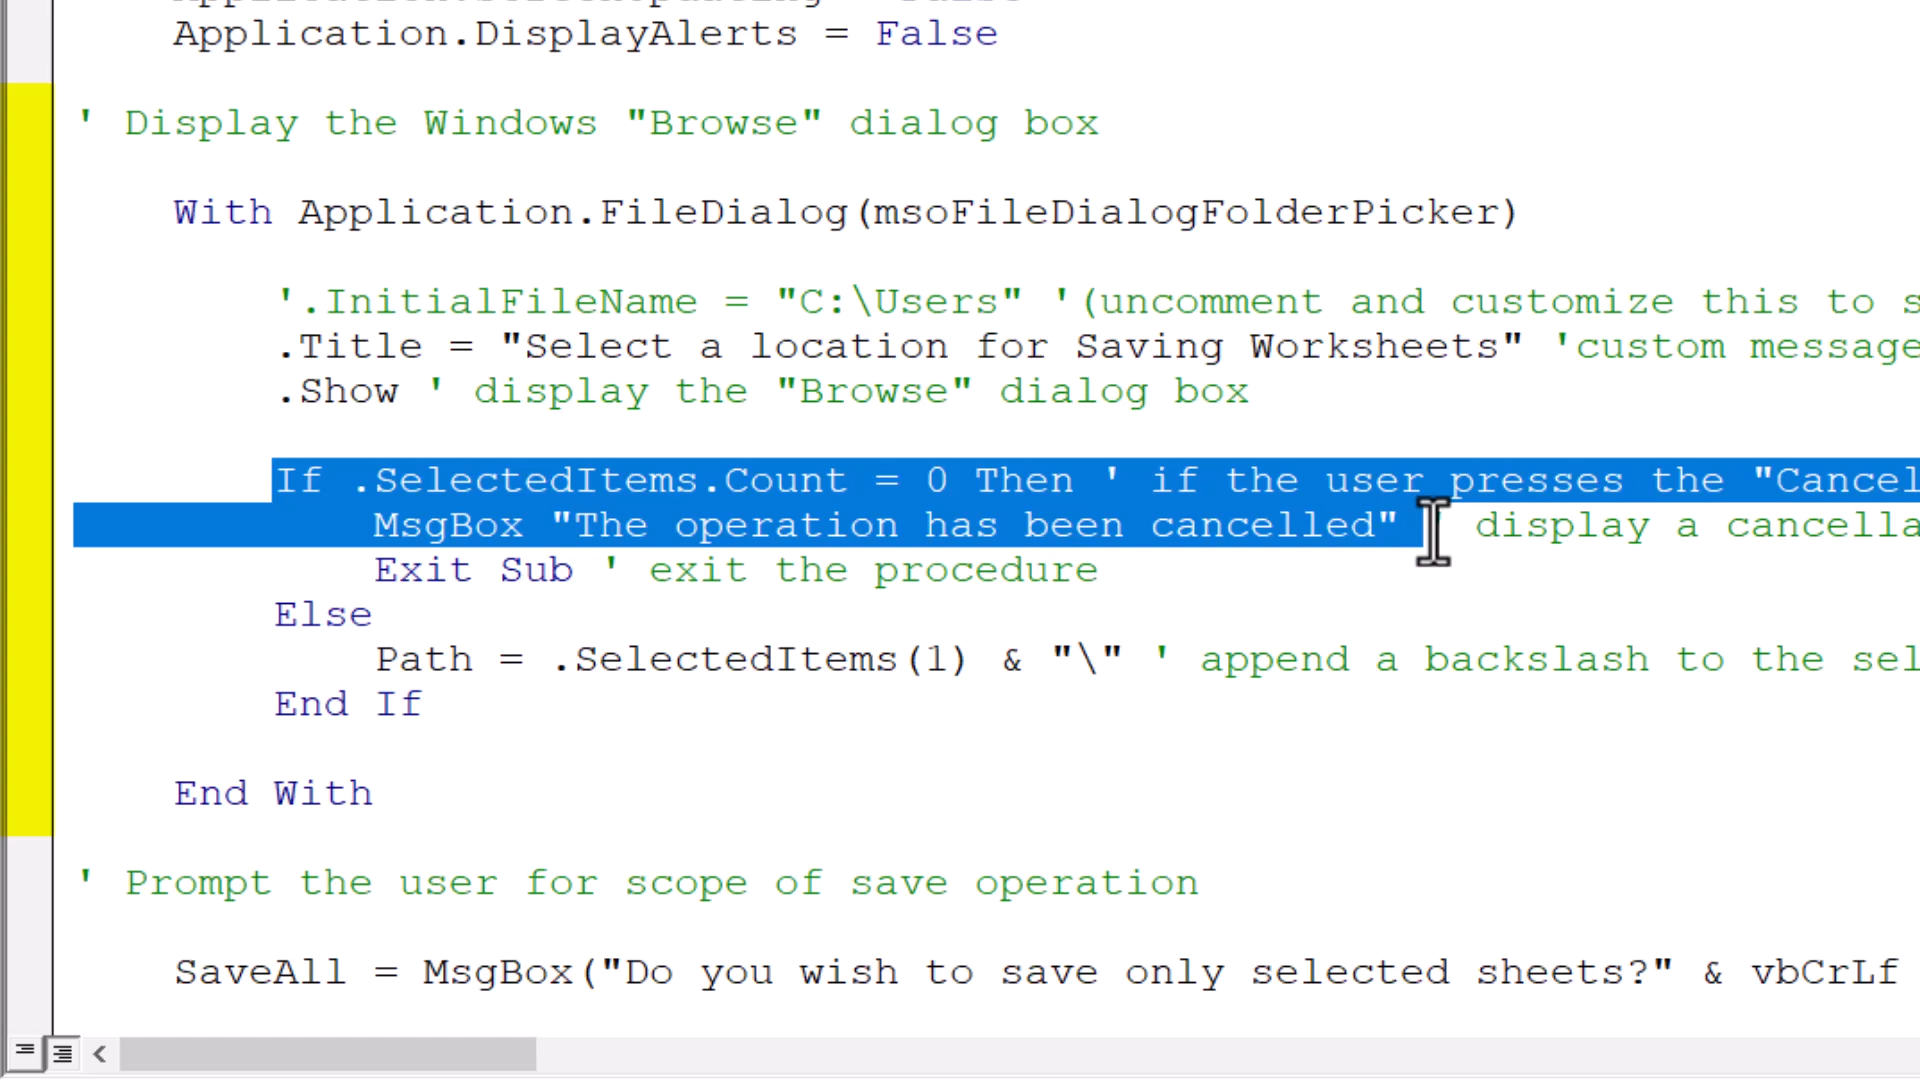 Application.DisplayAlerts = False
' Display the Windows "Browse" dialog box
With Application.FileDialog(msoFileDialogFolderPicker)
'.InitialFileName = "C:\Users" '(uncomment and customize this to s
.Title = "Select a location for Saving Worksheets" 'custom message
.Show ' display the "Browse" dialog box
If .SelectedItems.Count = 0 Then ' if the user presses the "Cancel
MsgBox "The operation has been cancelled" ' display a cancella
Exit Sub ' exit the procedure
Else
Path = .SelectedItems(1) & "\" ' append a backslash to the sel
End If
End With
' Prompt the user for scope of save operation
SaveAll = MsgBox("Do you wish to save only selected sheets?" & vbCrLf